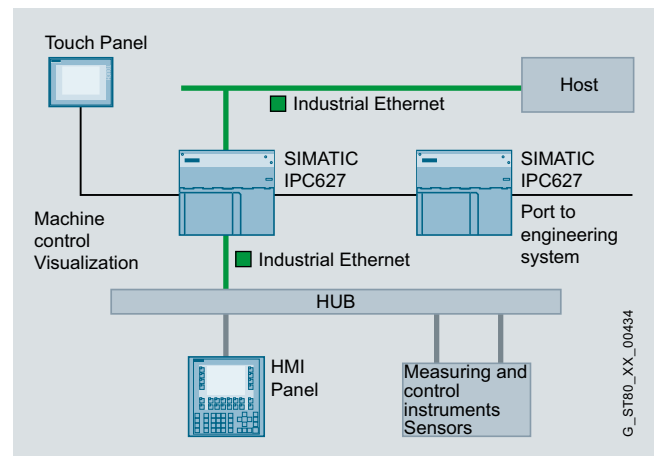 Touch Panel
Industrial Ethernet
Host
SIMATIC
IPC627
SIMATIC
IPC627
Machine
control
Visualization
Port to
engineering
system
Industrial Ethernet
HUB
HMI
Panel
Measuring and
control
instruments
Sensors
G_ST80_XX_00434